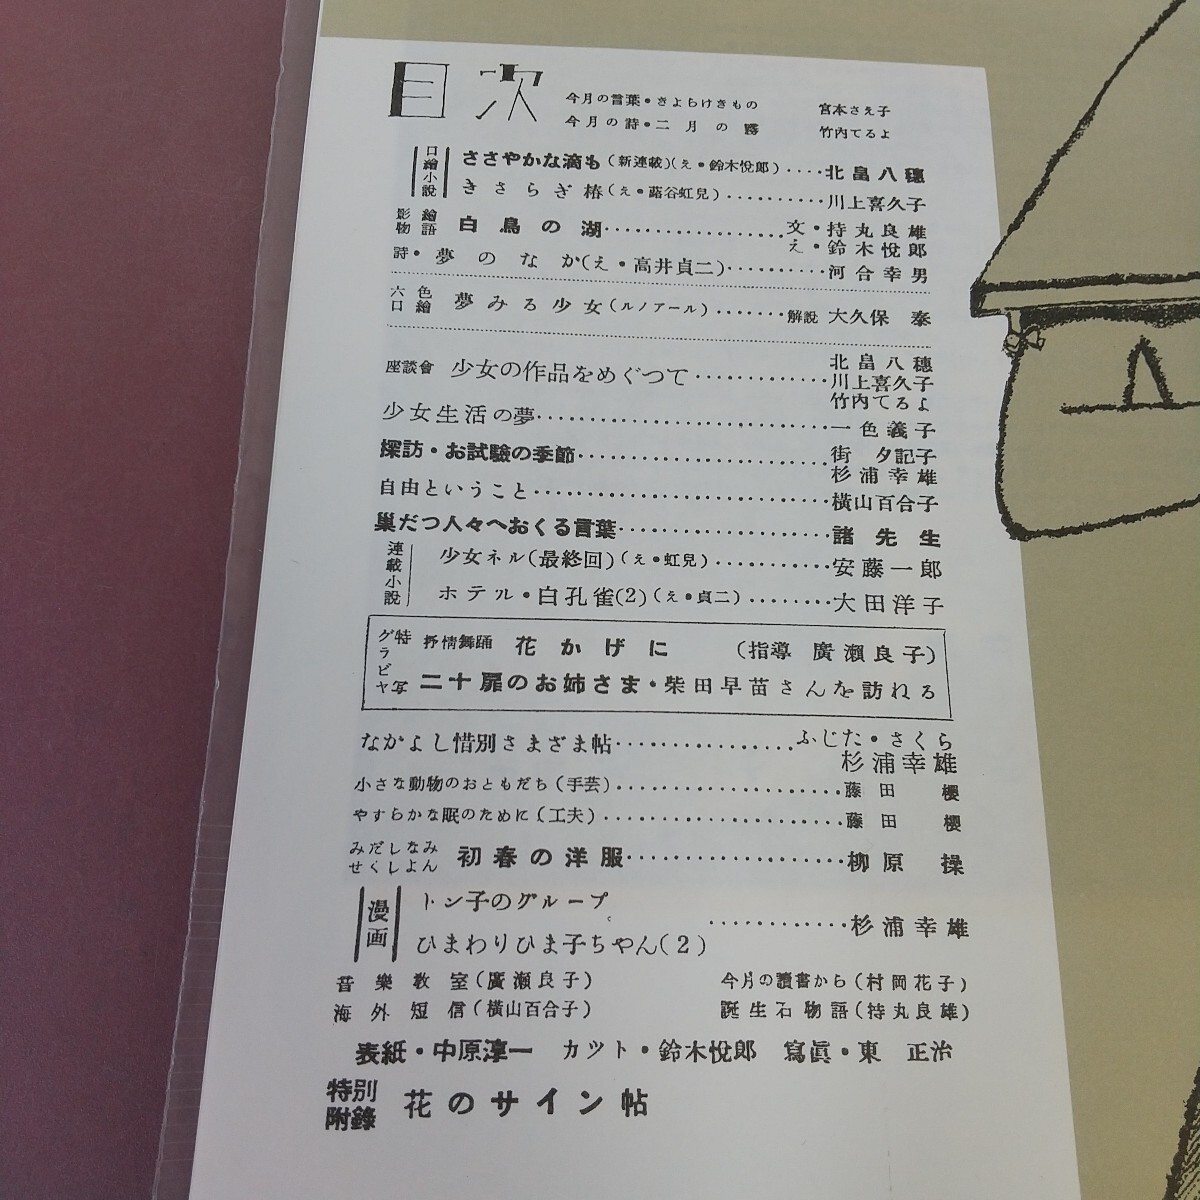 目次
今月の言葉・きよらけきもの 宮本さえ子
今月の詩・二月の霧 竹内てるよ
口繪小說
ささやかな滴も(新連載)(え・鈴木悅郎)‥‥北畠八穗
きさらぎ椿(え・蕗谷虹兒)‥‥‥‥‥川上喜久子
影繪物語 白鳥の湖‥‥‥‥‥‥‥‥文・持丸良雄
え・鈴木悅郎
詩・夢のなか(え・高井貞二)‥‥‥‥‥河合幸男
六色口繪 夢みる少女(ルノアール)‥‥‥解説 大久保 泰
座談會 少女の作品をめぐつて‥‥‥‥‥‥北畠八穗
川上喜久子
竹内てるよ
少女生活の夢‥‥‥‥‥‥‥‥‥‥‥‥一色義子
探訪・お試験の季節‥‥‥‥‥‥‥‥‥‥街 夕記子
杉浦幸雄
自由ということ‥‥‥‥‥‥‥‥‥‥‥‥橫山百合子
巣だつ人々へおくる言葉‥‥‥‥‥‥‥‥諸先生
連載小説
少女ネル(最終回)(え・虹兒)‥‥‥‥‥安藤一郎
ホテル・白孔雀(2)(え・貞二)‥‥‥‥大田洋子
特写グラビヤ
抒情舞踊 花かげに (指導 廣瀬良子)
二十扉のお姉さま・柴田早苗さんを訪ねる
なかよし惜別さまざま帖‥‥‥‥‥‥‥‥ふじた・さくら
杉浦幸雄
小さな動物のおともだち(手芸)‥‥‥‥‥‥‥‥藤田 櫻
やすらかな眠のために(工夫)‥‥‥‥‥‥‥‥‥藤田 櫻
みだしなみせくしよん 初春の洋服‥‥‥‥‥‥‥‥柳原 操
漫画
トン子のグループ
ひまわりひま子ちやん(2)
‥‥‥‥‥‥杉浦幸雄
音樂教室(廣瀬良子) 今月の讀書から(村岡花子)
海外短信(橫山百合子) 誕生石物語(持丸良雄)
表紙・中原淳一 カツト・鈴木悅郎 寫眞・東 正治
特別附錄 花のサイン帖